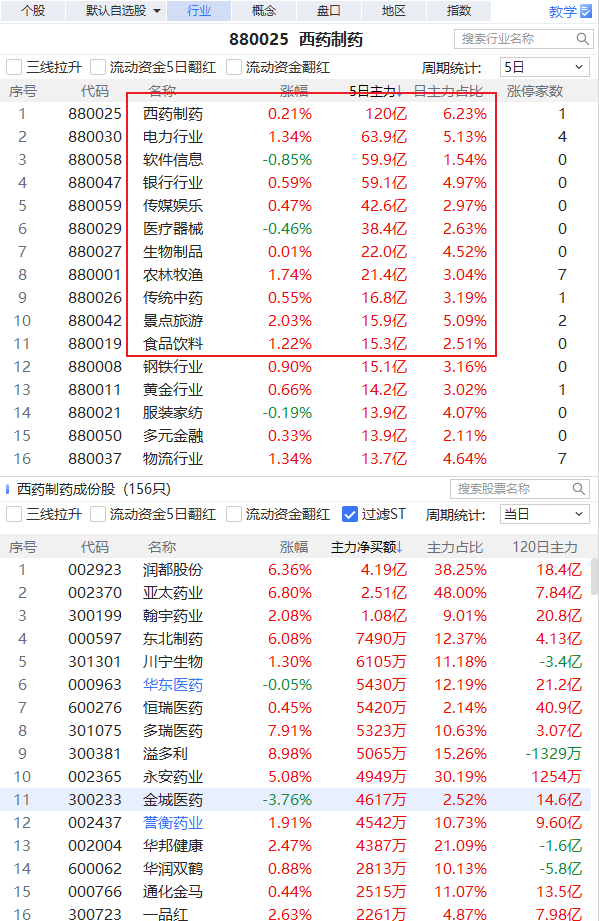 个股 默认自选股 行业 概念 盘口 地区 指数 教学
880025 西药制药 搜索行业名称
三线拉升 流动资金5日翻红 流动资金翻红 周期统计: 5日
序号 代码 名称 涨幅 5日主力↓ 日主力占比 涨停家数
1 880025 西药制药 0.21% 120亿 6.23% 1
2 880030 电力行业 1.34% 63.9亿 5.13% 4
3 880058 软件信息 -0.85% 59.9亿 1.54% 0
4 880047 银行行业 0.59% 59.1亿 4.97% 0
5 880059 传媒娱乐 0.47% 42.6亿 2.97% 0
6 880029 医疗器械 -0.46% 38.4亿 2.63% 0
7 880027 生物制品 0.01% 22.0亿 4.52% 0
8 880001 农林牧渔 1.74% 21.4亿 3.04% 7
9 880026 传统中药 0.55% 16.8亿 3.19% 1
10 880042 景点旅游 2.03% 15.9亿 5.09% 2
11 880019 食品饮料 1.22% 15.3亿 2.51% 0
12 880008 钢铁行业 0.90% 15.1亿 3.16% 0
13 880011 黄金行业 0.66% 14.2亿 3.02% 1
14 880021 服装家纺 -0.19% 13.9亿 4.07% 0
15 880050 多元金融 0.33% 13.9亿 2.11% 0
16 880037 物流行业 1.34% 13.7亿 4.64% 7
西药制药成份股 (156只) 搜索股票名称
三线拉升 流动资金5日翻红 流动资金翻红 过滤ST 周期统计: 当日
序号 代码 名称 涨幅 主力净买额↓ 主力占比 120日主力
1 002923 润都股份 6.36% 4.19亿 38.25% 18.4亿
2 002370 亚太药业 6.80% 2.51亿 48.00% 7.84亿
3 300199 翰宇药业 2.08% 1.08亿 9.01% 20.8亿
4 000597 东北制药 6.08% 7490万 12.37% 4.13亿
5 301301 川宁生物 1.30% 6105万 11.18% -3.4亿
6 000963 华东医药 -0.05% 5430万 12.19% 21.2亿
7 600276 恒瑞医药 0.45% 5420万 2.14% 40.9亿
8 301075 多瑞医药 7.91% 5323万 10.63% 3.07亿
9 300381 溢多利 8.98% 5065万 15.26% -1329万
10 002365 永安药业 5.08% 4949万 30.19% 1254万
11 300233 金城医药 -3.76% 4617万 2.52% 14.6亿
12 002437 誉衡药业 1.91% 4542万 10.73% 9.60亿
13 002004 华邦健康 2.47% 4387万 21.09% -1.6亿
14 600062 华润双鹤 0.88% 2813万 10.13% -5.8亿
15 000766 通化金马 0.44% 2515万 11.07% 13.5亿
16 300723 一品红 2.63% 2261万 4.87% 7.98亿